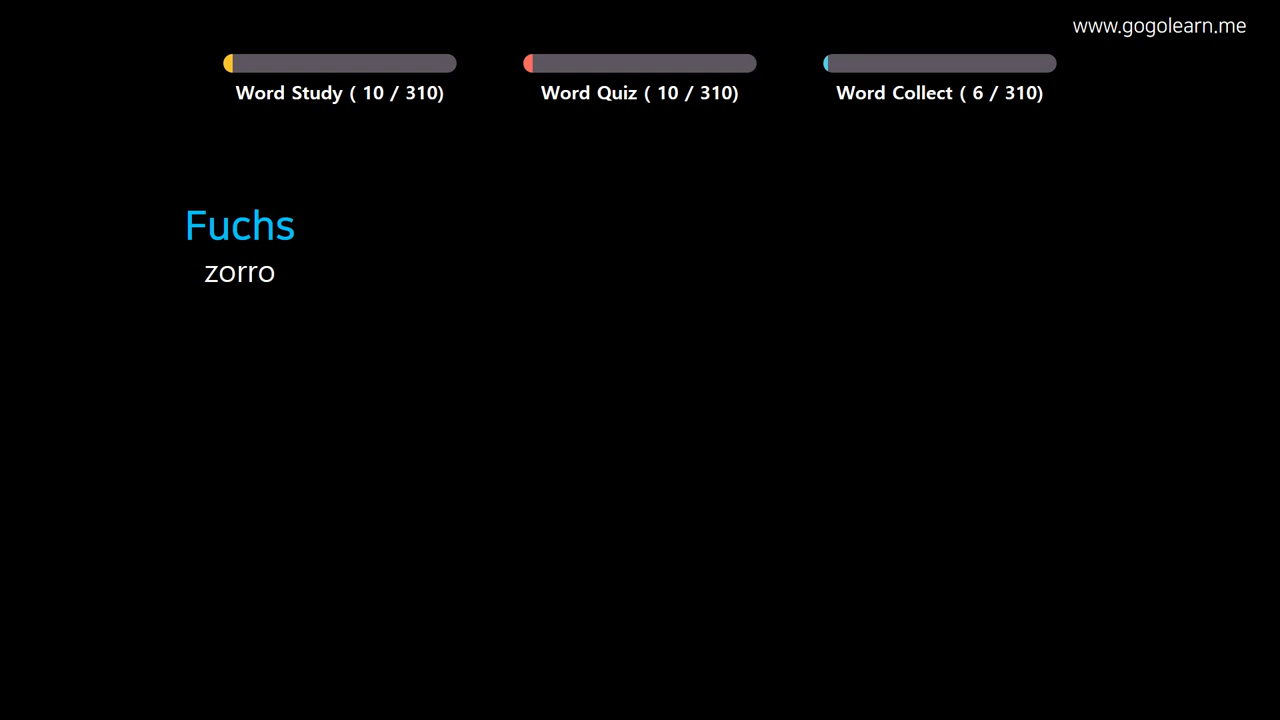 www.gogolearn.me
Word Study ( 10 / 310)
Word Quiz ( 10 / 310)
Word Collect ( 6 / 310)
Fuchs
zorro